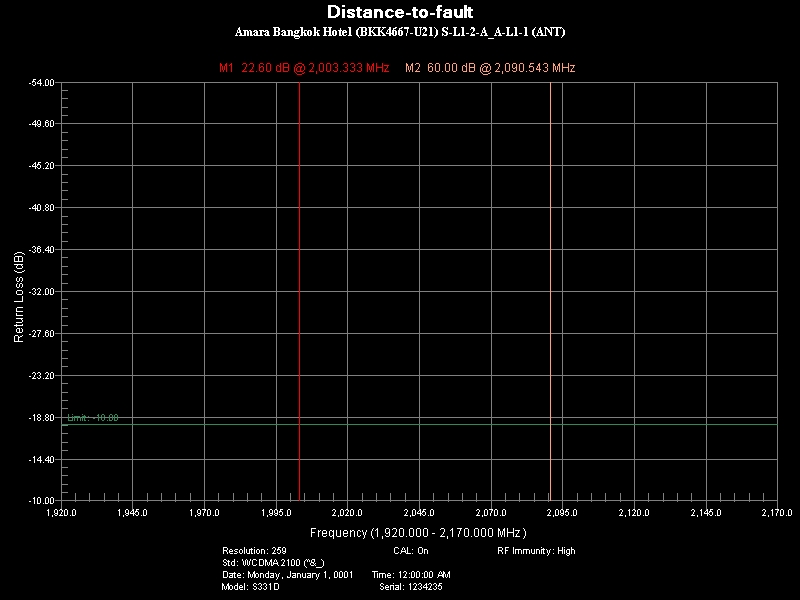 Distance-to-fault
Amara Bangkok Hotel (BKK4667-U21) S-L1-2-A_A-L1-1 (ANT)
M1 22.60 dB @ 2,003.333 MHz M2 60.00 dB @ 2,090.543 MHz
-54.00
-49.60
-45.20
-40.80
-36.40
-32.00
-27.60
-23.20
-18.80
-14.40
-10.00
Return Loss (dB)
1,920.0 1,945.0 1,970.0 1,995.0 2,020.0 2,045.0 2,070.0 2,095.0 2,120.0 2,145.0 2,170.0
Frequency (1,920.000 - 2,170.000 MHz )
Resolution: 259 CAL: On RF Immunity: High
Std: WCDMA 2100 (°&_)
Date: Monday, January 1, 0001 Time: 12:00:00 AM
Model: S331D Serial: 1234235